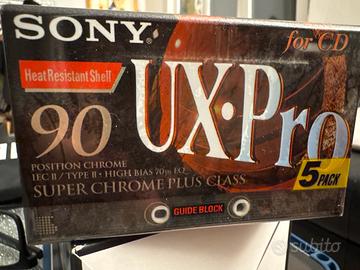 SONY
for CD
Heat Resistant Shell
UX·Pro
90
POSITION CHROME
IEC II / TYPE II · HIGH BIAS 70μs EQ
SUPER CHROME PLUS CLASS
5 PACK
GUIDE BLOCK
subito